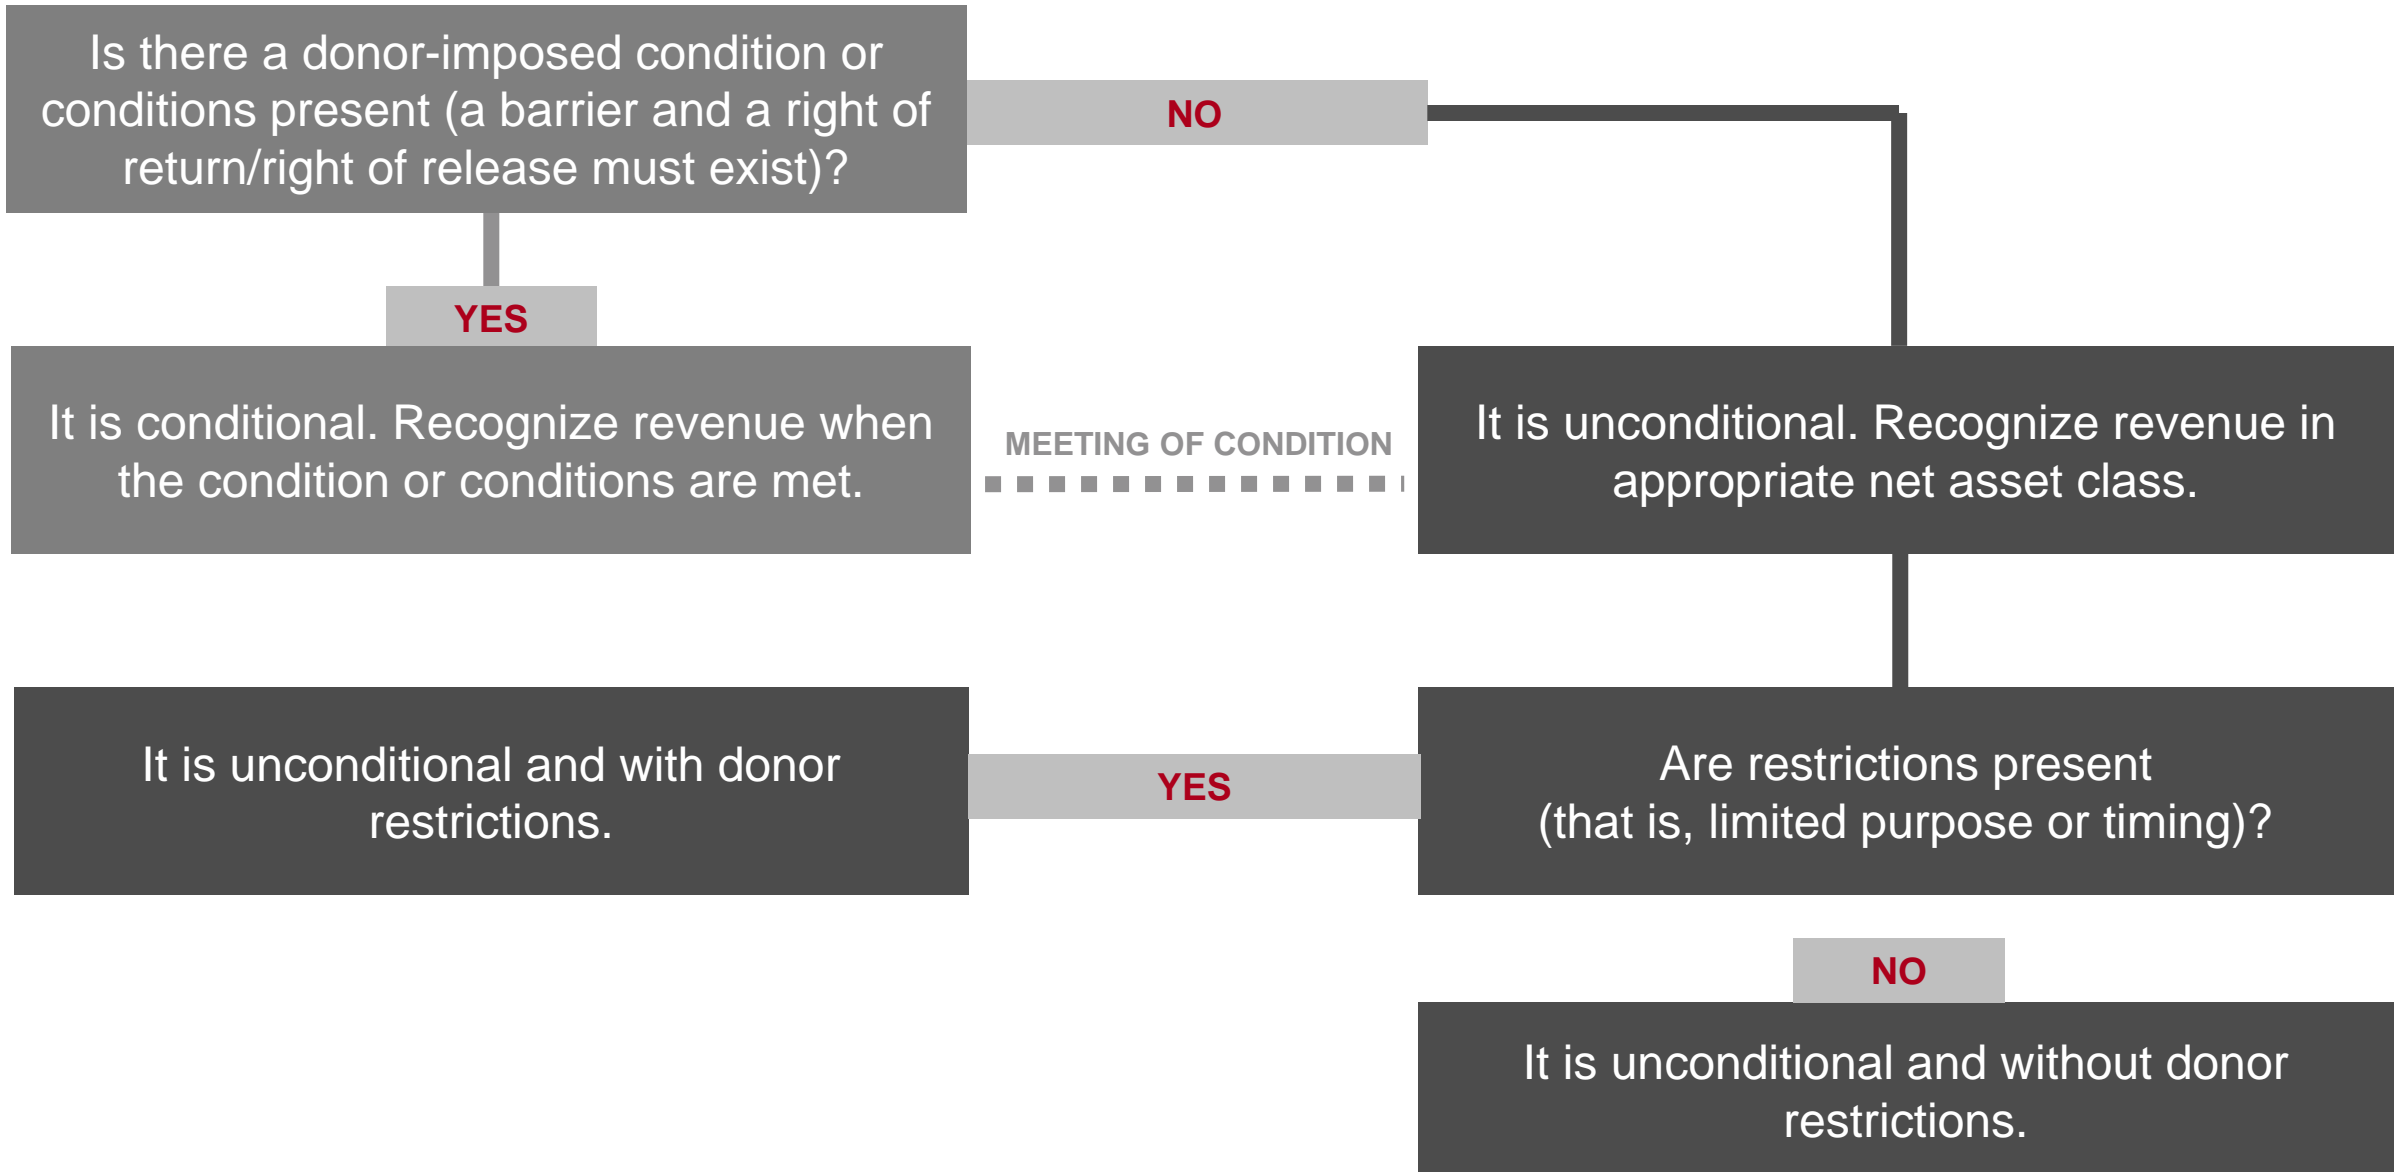 Is there a donor-imposed condition or
conditions present (a barrier and a right of
return/right of release must exist)?
NO
YES
It is conditional. Recognize revenue when
the condition or conditions are met.
MEETING OF CONDITION
It is unconditional. Recognize revenue in
appropriate net asset class.
It is unconditional and with donor
restrictions.
YES
Are restrictions present
(that is, limited purpose or timing)?
NO
It is unconditional and without donor
restrictions.